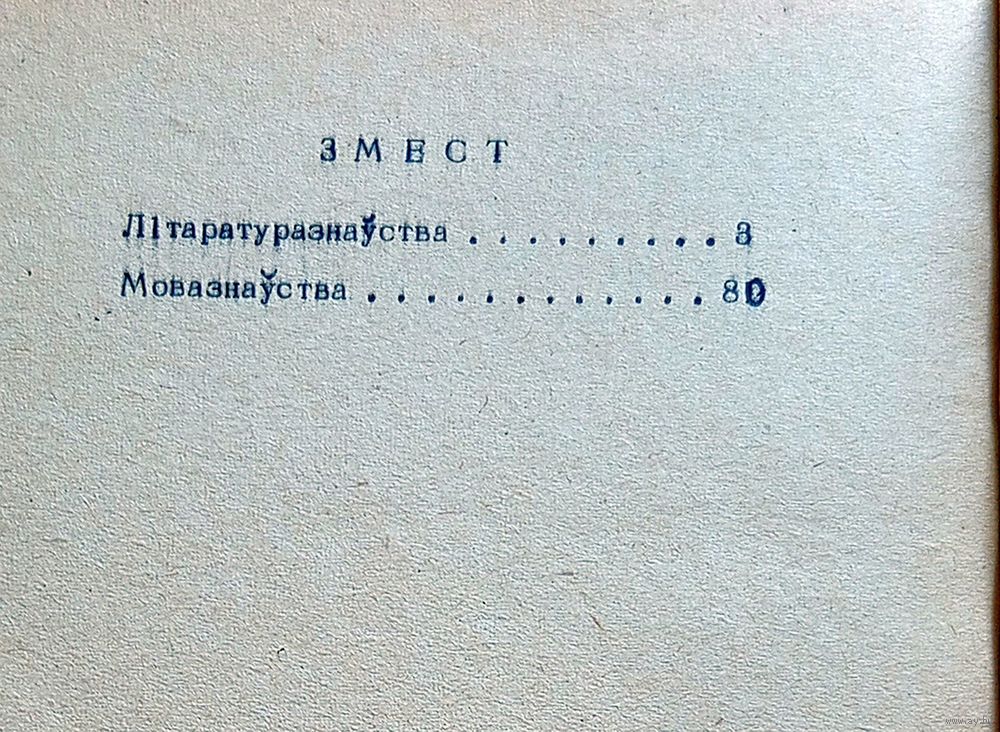 ЗМЕСТ
Літаратуразнаўства . . . . . . . . . 3
Мовазнаўства . . . . . . . . . . . . 80